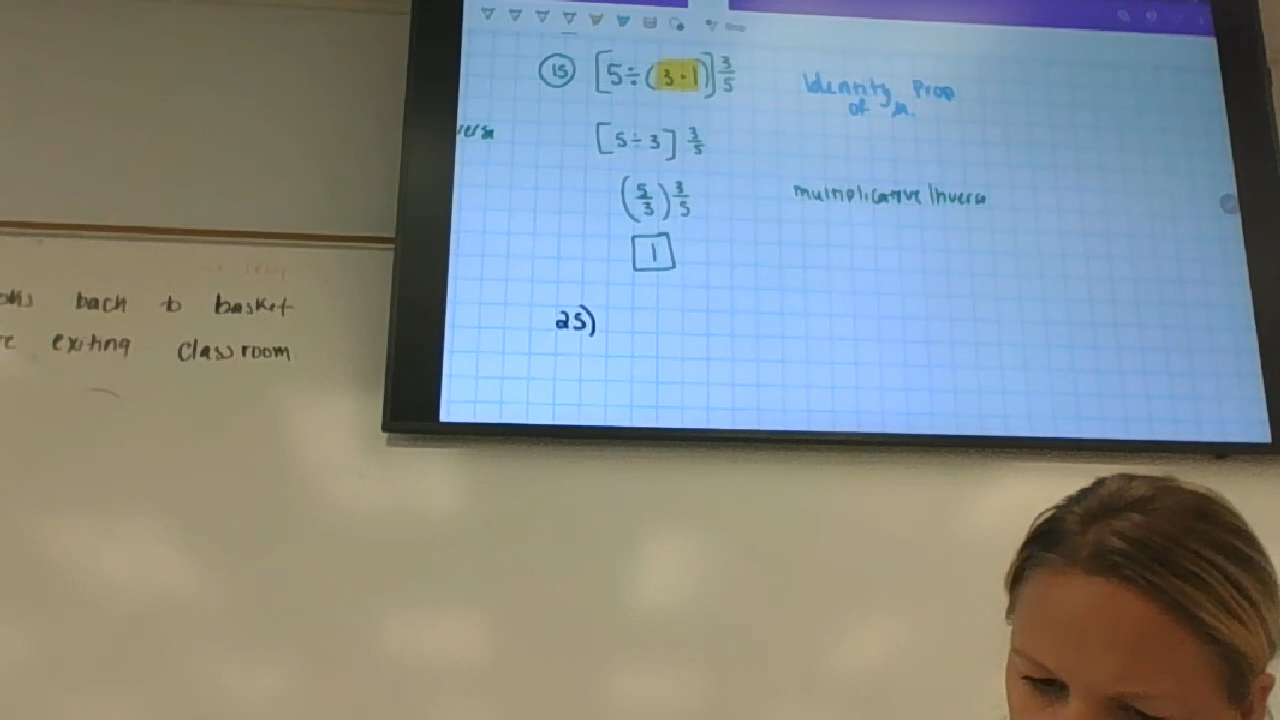 (15) [5÷(3·1)] 3/5
Identity Prop
of M.
[5÷3] 3/5
(5/3) 3/5
multiplicative Inverse
1
25)
back to basket
exiting classroom